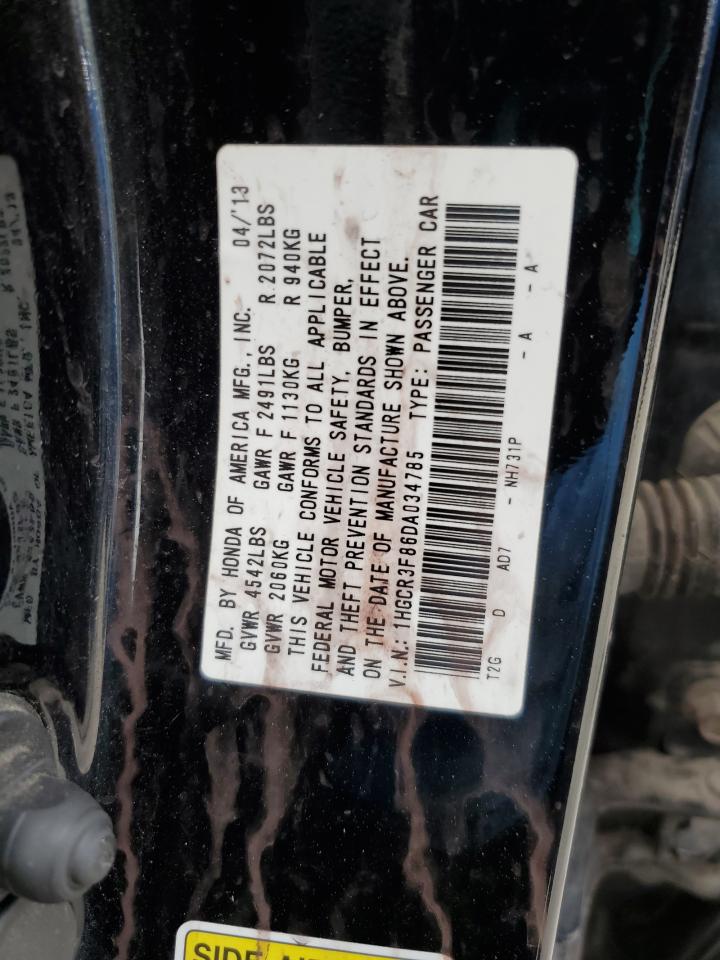 MFD. BY HONDA OF AMERICA MFG., INC. 04/'13
GVWR 4542LBS GAWR F 2491LBS R 2072LBS
GVWR 2060KG GAWR F 1130KG R 940KG
THIS VEHICLE CONFORMS TO ALL APPLICABLE
FEDERAL MOTOR VEHICLE SAFETY, BUMPER,
AND THEFT PREVENTION STANDARDS IN EFFECT
ON THE DATE OF MANUFACTURE SHOWN ABOVE.
V.I.N.: 1HGCR3F86DA034785 TYPE: PASSENGER CAR
T2G D AD7 - NH731P - A - A
SIDE